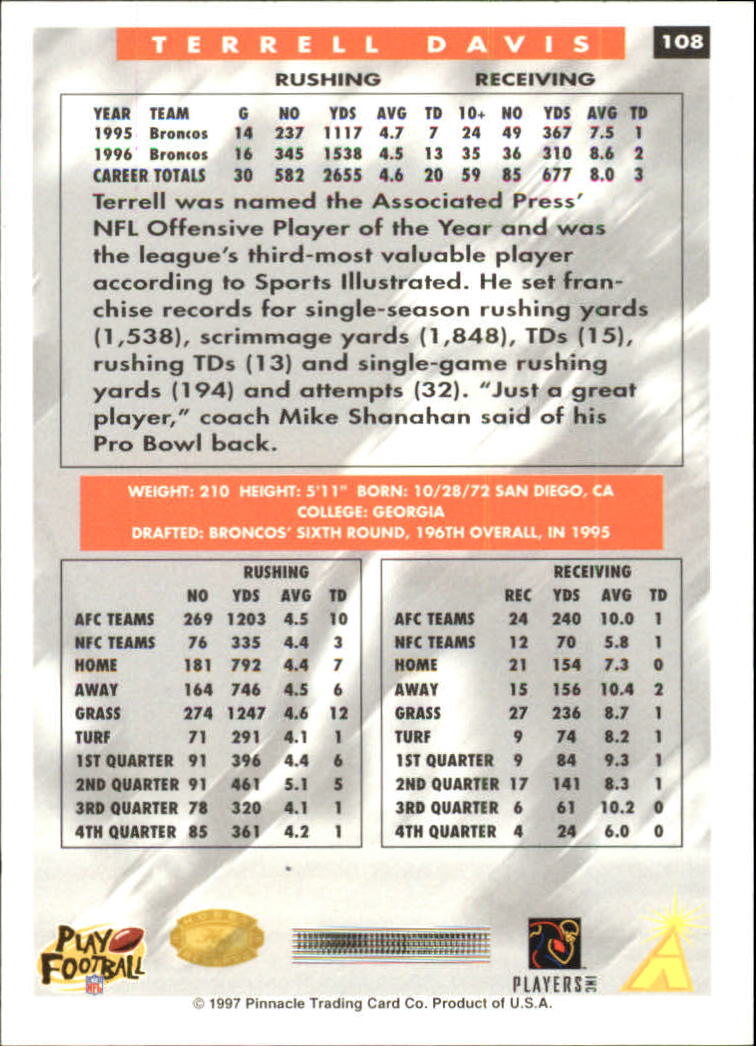 TERRELL DAVIS 108
RUSHING RECEIVING
YEAR TEAM G NO YDS AVG TD 10+ NO YDS AVG TD
1995 Broncos 14 237 1117 4.7 7 24 49 367 7.5 1
1996 Broncos 16 345 1538 4.5 13 35 36 310 8.6 2
CAREER TOTALS 30 582 2655 4.6 20 59 85 677 8.0 3
Terrell was named the Associated Press'
NFL Offensive Player of the Year and was
the league's third-most valuable player
according to Sports Illustrated. He set fran-
chise records for single-season rushing yards
(1,538), scrimmage yards (1,848), TDs (15),
rushing TDs (13) and single-game rushing
yards (194) and attempts (32). "Just a great
player," coach Mike Shanahan said of his
Pro Bowl back.
WEIGHT: 210 HEIGHT: 5'11" BORN: 10/28/72 SAN DIEGO, CA
COLLEGE: GEORGIA
DRAFTED: BRONCOS' SIXTH ROUND, 196TH OVERALL, IN 1995
RUSHING
NO YDS AVG TD
AFC TEAMS 269 1203 4.5 10
NFC TEAMS 76 335 4.4 3
HOME 181 792 4.4 7
AWAY 164 746 4.5 6
GRASS 274 1247 4.6 12
TURF 71 291 4.1 1
1ST QUARTER 91 396 4.4 6
2ND QUARTER 91 461 5.1 5
3RD QUARTER 78 320 4.1 1
4TH QUARTER 85 361 4.2 1
RECEIVING
REC YDS AVG TD
AFC TEAMS 24 240 10.0 1
NFC TEAMS 12 70 5.8 1
HOME 21 154 7.3 0
AWAY 15 156 10.4 2
GRASS 27 236 8.7 1
TURF 9 74 8.2 1
1ST QUARTER 9 84 9.3 1
2ND QUARTER 17 141 8.3 1
3RD QUARTER 6 61 10.2 0
4TH QUARTER 4 24 6.0 0
PLAY
FOOTBALL
NFL
HOBBY
PLAYERS INC
© 1997 Pinnacle Trading Card Co. Product of U.S.A.